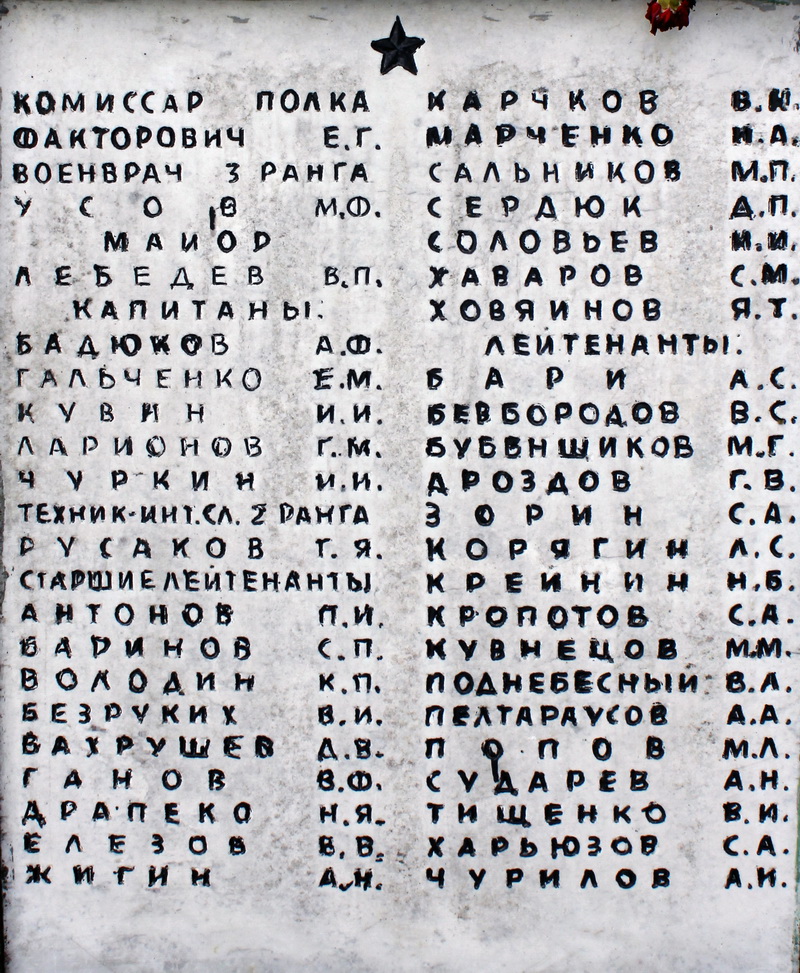 КОМИССАР ПОЛКА
ФАКТОРОВИЧ Е.Г.
ВОЕНВРАЧ 3 РАНГА
УСОВ М.Ф.
МАЙОР
ЛЕБЕДЕВ В.П.
КАПИТАНЫ:
БАДЮКОВ А.Ф.
ГАЛЬЧЕНКО Е.М.
КУВИН И.И.
ЛАРИОНОВ Г.М.
ЧУРКИН И.И.
ТЕХНИК-ИНТ.СЛ. 2 РАНГА
РУСАКОВ Г.Я.
СТАРШИЕ ЛЕЙТЕНАНТЫ
АНТОНОВ П.И.
БАРИНОВ С.П.
ВОЛОДИН К.П.
БЕЗРУКИХ В.И.
ВАХРУШЕВ Д.В.
ГАНОВ В.Ф.
ДРАПЕКО Н.Я.
ЕЛЕЗОВ В.В.
ЖИГИН А.Н.
КАРЧКОВ
МАРЧЕНКО И.А.
САЛЬНИКОВ М.П.
СЕРДЮК Д.П.
СОЛОВЬЕВ И.И.
ХАВАРОВ С.М.
ХОВЯИНОВ Я.Т.
ЛЕЙТЕНАНТЫ:
БАРИ А.С.
БЕВБОРОДОВ В.С.
БУБЕНЩИКОВ М.Г.
ДРОЗДОВ Г.В.
ЗОРИН С.А.
КОРЯГИН Л.С.
КРЕИНИН Н.Б.
КРОПОТОВ С.А.
КУВНЕЦОВ М.М.
ПОДНЕБЕСНЫЙ В.А.
ПЕЛТАРАУСОВ А.А.
ПОПОВ М.Л.
СУДАРЕВ А.Н.
ТИЩЕНКО В.И.
ХАРЬЮЗОВ С.А.
ЧУРИЛОВ А.И.